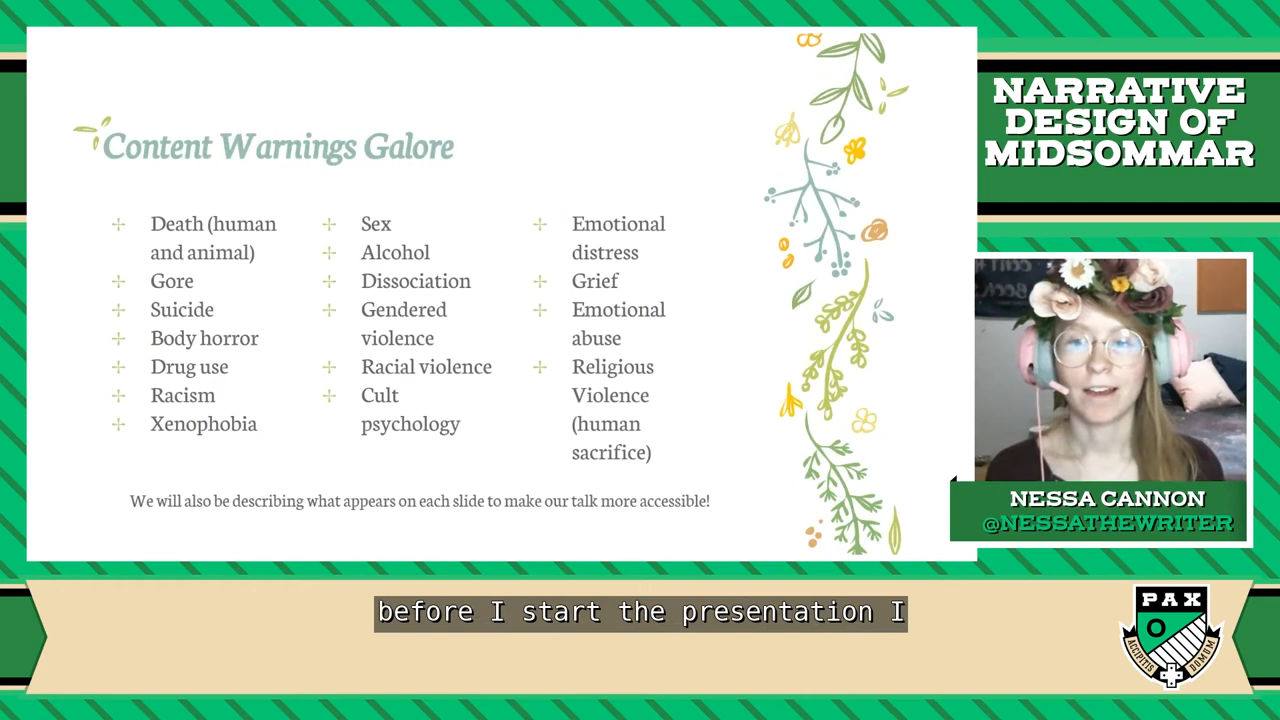 Content Warnings Galore
Death (human
and animal)
Gore
Suicide
Body horror
Drug use
Racism
Xenophobia
Sex
Alcohol
Dissociation
Gendered
violence
Racial violence
Cult
psychology
Emotional
distress
Grief
Emotional
abuse
Religious
Violence
(human
sacrifice)
We will also be describing what appears on each slide to make our talk more accessible!
NARRATIVE
DESIGN OF
MIDSOMMAR
NESSA CANNON
@NESSATHEWRITER
before I start the presentation I
PAX
ACCIPITIS
DOMUM